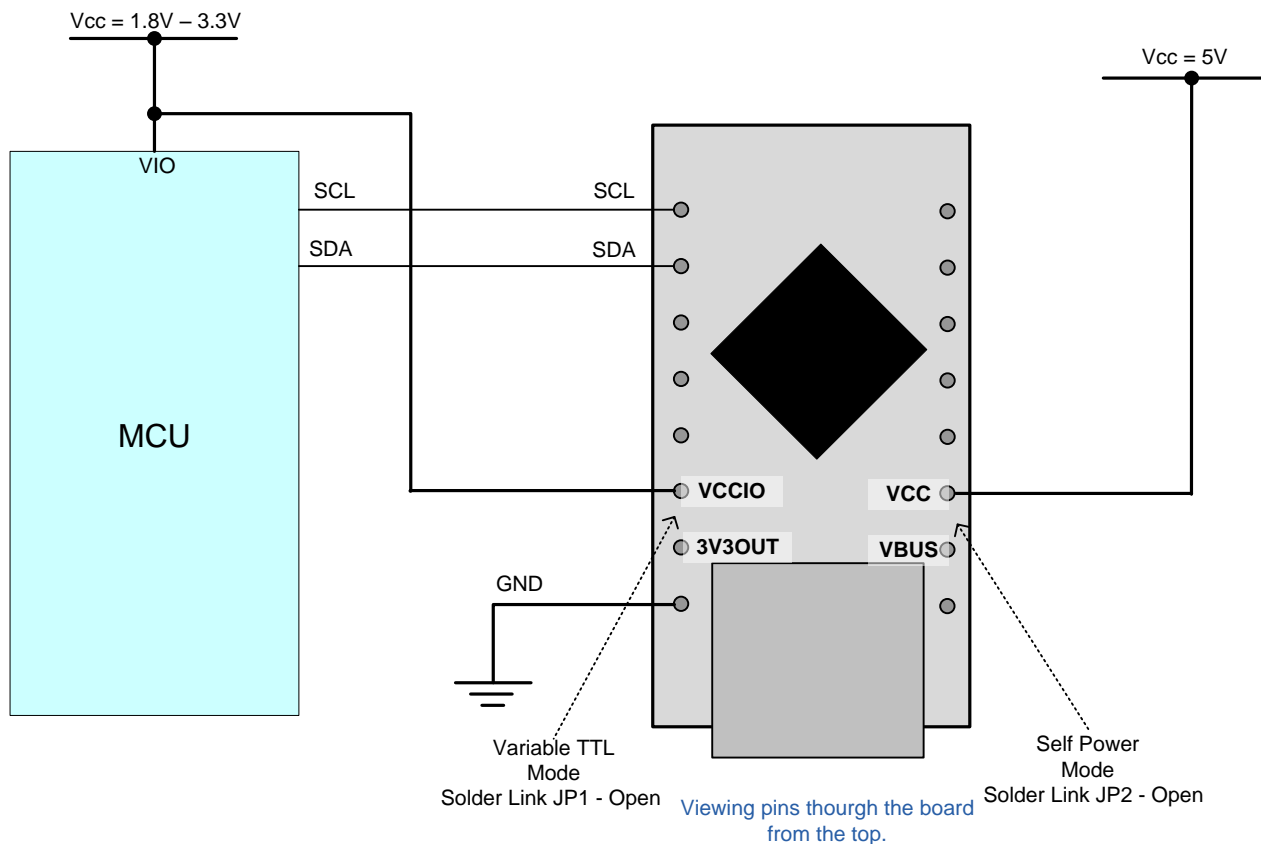 Vcc = 1.8V – 3.3V
Vcc = 5V
VIO
SCL
SCL
SDA
SDA
MCU
VCCIO
VCC
3V3OUT
VBUS
GND
Variable TTL
Mode
Solder Link JP1 - Open
Self Power
Mode
Solder Link JP2 - Open
Viewing pins thourgh the board
from the top.